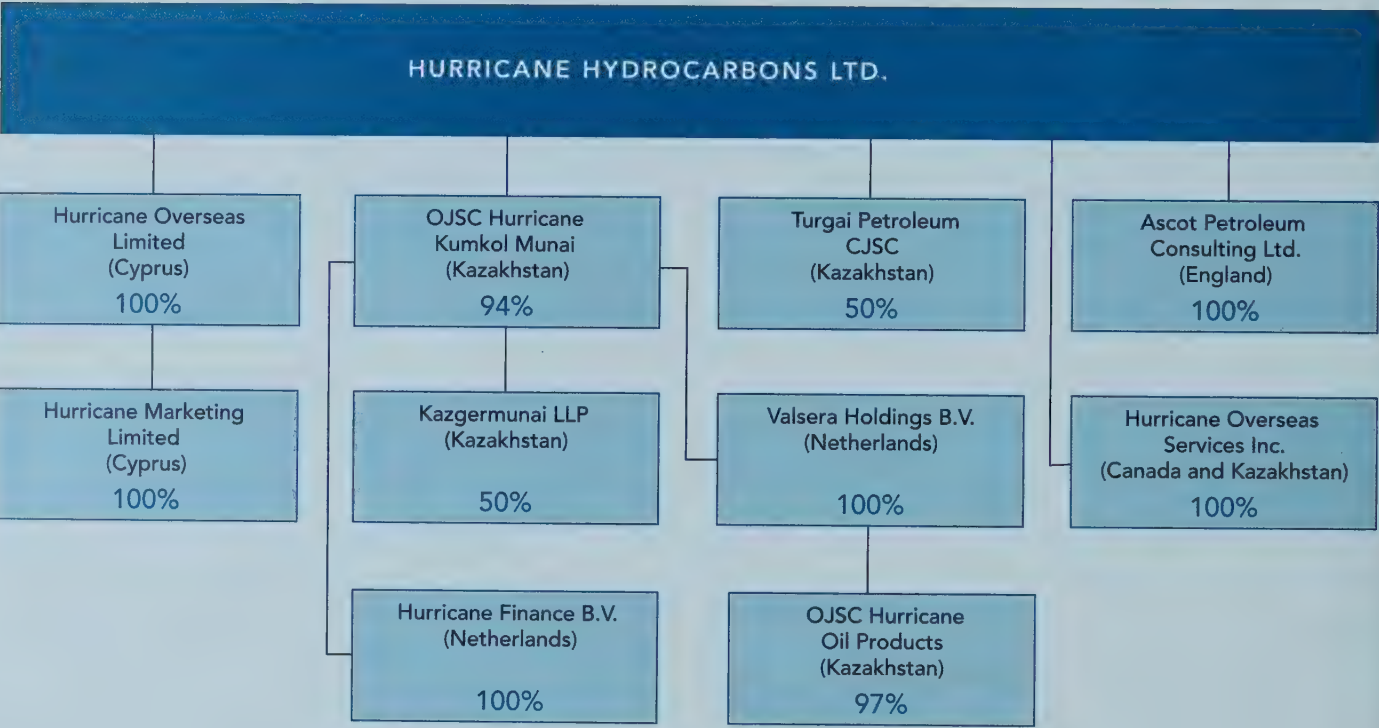 HURRICANE HYDROCARBONS LTD.
Hurricane Overseas
Limited
(Cyprus)
100%
OJSC Hurricane
Kumkol Munai
(Kazakhstan)
94%
Turgai Petroleum
CJSC
(Kazakhstan)
50%
Ascot Petroleum
Consulting Ltd.
(England)
100%
Hurricane Marketing
Limited
(Cyprus)
100%
Kazgermunai LLP
(Kazakhstan)
50%
Valsera Holdings B.V.
(Netherlands)
100%
Hurricane Overseas
Services Inc.
(Canada and Kazakhstan)
100%
Hurricane Finance B.V.
(Netherlands)
100%
OJSC Hurricane
Oil Products
(Kazakhstan)
97%